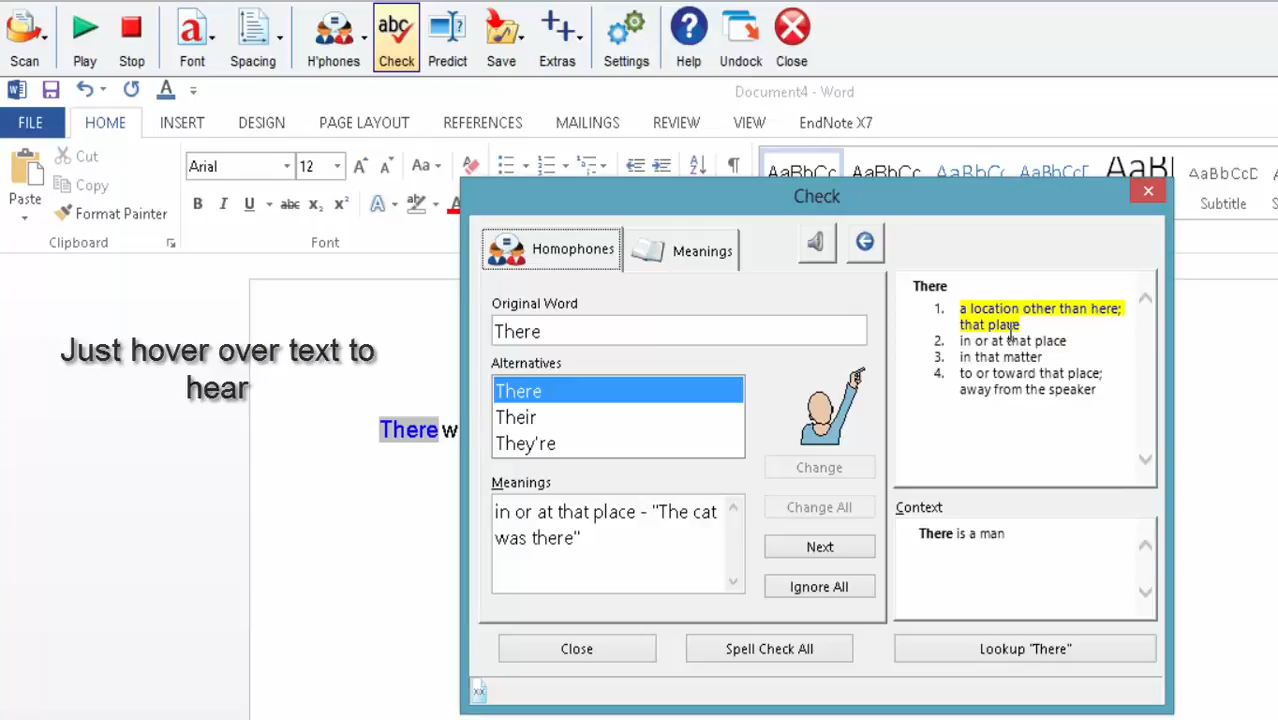 Scan Play Stop Font Spacing H'phones Check Predict Save Extras Settings Help Undock Close
Document4 - Word
FILE HOME INSERT DESIGN PAGE LAYOUT REFERENCES MAILINGS REVIEW VIEW EndNote X7
Paste
Cut
Copy
Format Painter
Clipboard
Arial 12
Font
AaBbCc AaBbCc AaBbCc AaBbCc AaB AaBbCcD
Subtitle
Just hover over text to
hear
There w
Check
Homophones Meanings
Original Word
There
Alternatives
There
Their
They're
Meanings
in or at that place - "The cat
was there"
Change
Change All
Next
Ignore All
There
1. a location other than here;
that place
2. in or at that place
3. in that matter
4. to or toward that place;
away from the speaker
Context
There is a man
Close Spell Check All Lookup "There"